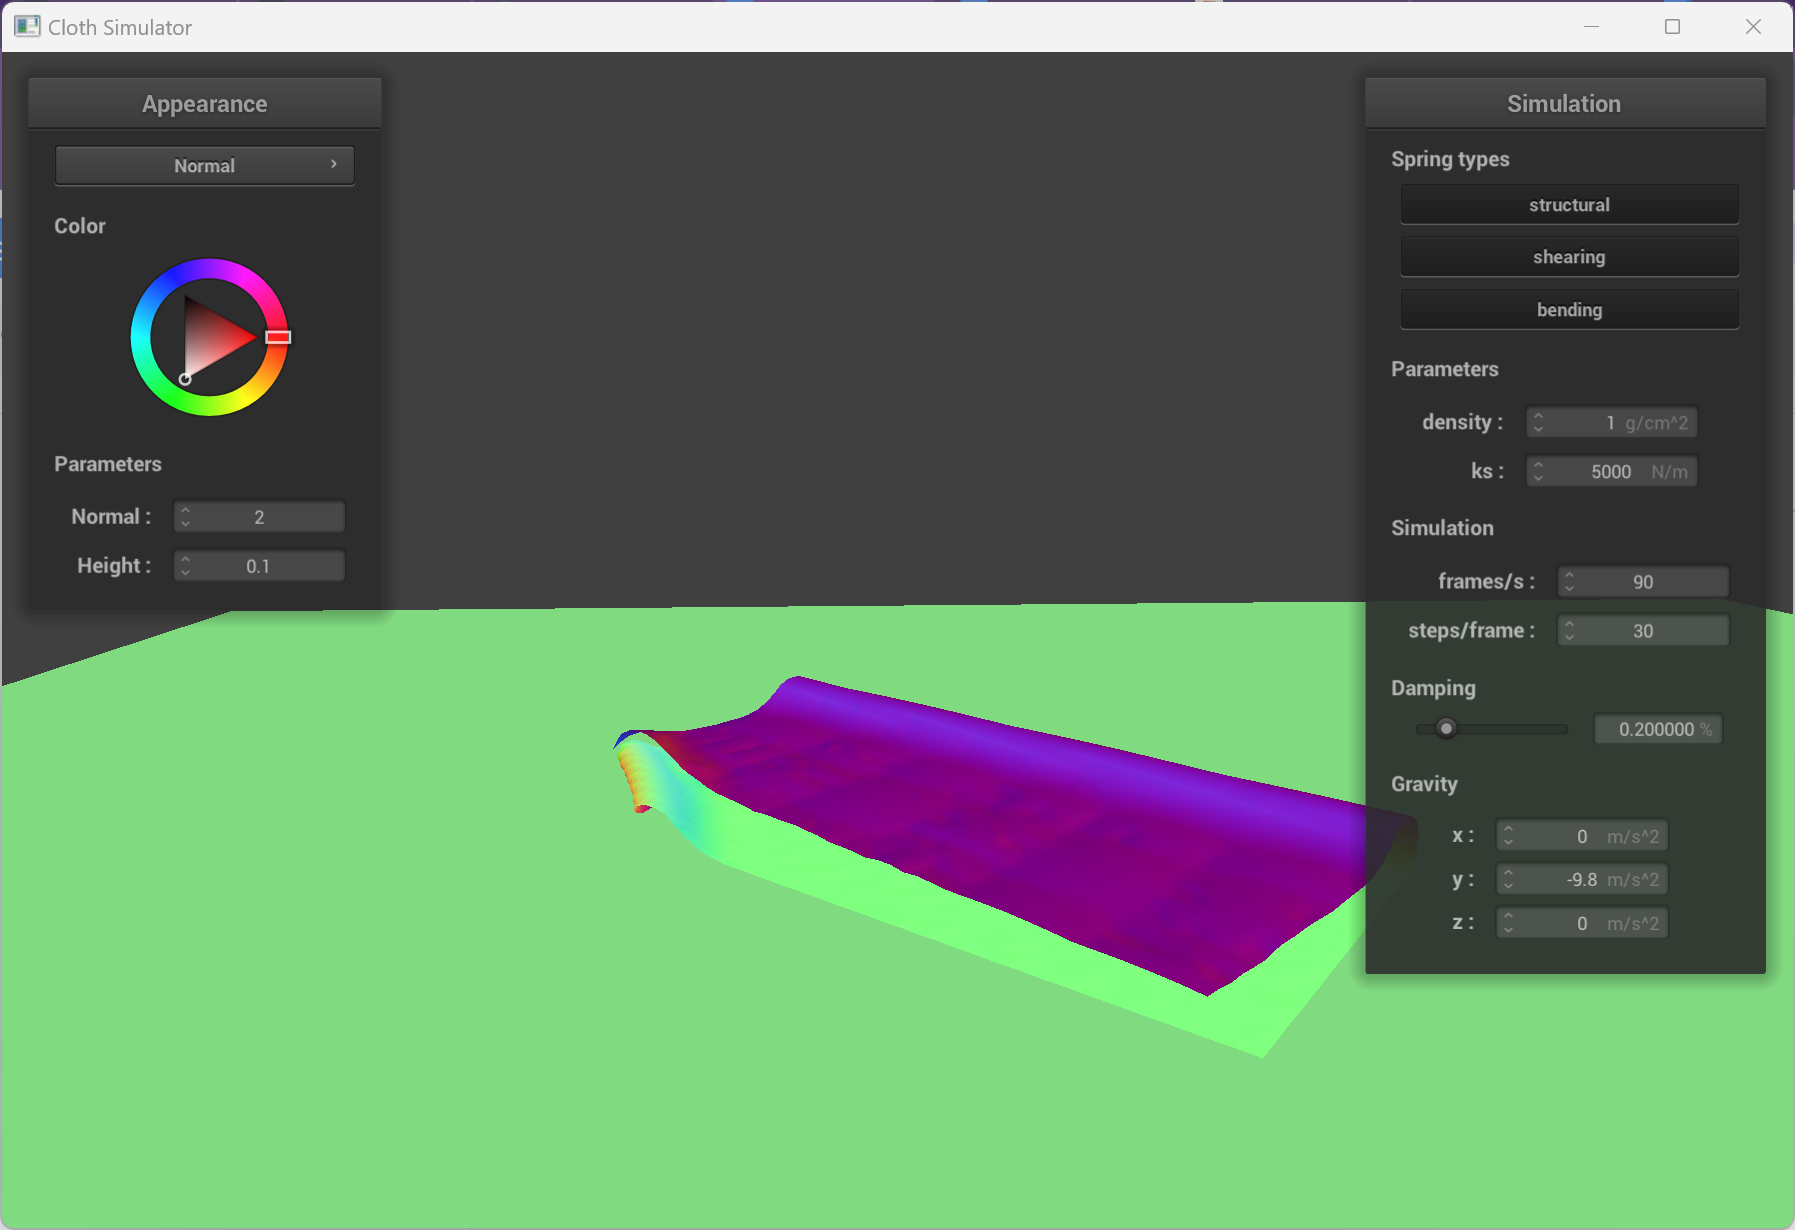 Cloth Simulator
Appearance
Normal
Color
Parameters
Normal :
2
Height :
0.1
Simulation
Spring types
structural
shearing
bending
Parameters
density :
1 g/cm^2
ks :
5000 N/m
Simulation
frames/s :
90
steps/frame :
30
Damping
0.200000 %
Gravity
x :
0 m/s^2
y :
-9.8 m/s^2
z :
0 m/s^2